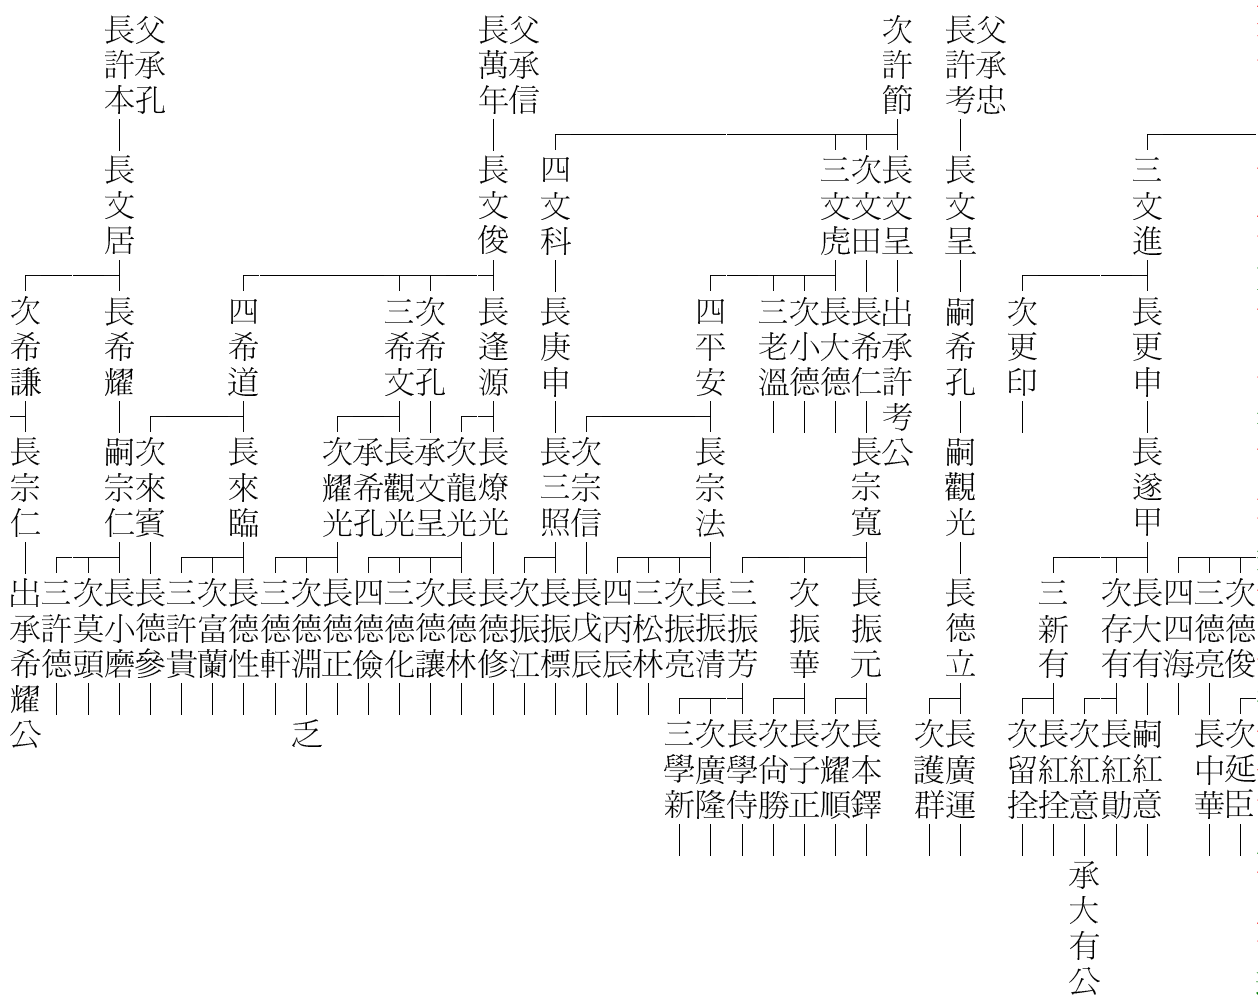 父承忠
長許考
次許節
父承信
長萬年
父承孔
長許本
三文進
長文呈
長文呈
次文田
三文虎
四文科
長文俊
長文居
長更申
次更印
嗣希孔
出承許考公
長希仁
長大德
次小德
三老溫
四平安
長庚申
長逢源
次希孔
三希文
四希道
長希耀
次希謙
長遂甲
嗣觀光
長宗寬
長宗法
次宗信
長三照
長燎光
次龍光
承文呈
長觀光
承希孔
次耀光
長來臨
次來賓
嗣宗仁
長宗仁
次德俊
三德亮
四四海
長大有
次存有
三新有
長德立
長振元
次振華
三振芳
長振清
次振亮
三松林
四丙辰
長戊辰
長振標
次振江
長德修
長德林
次德讓
三德化
四德儉
長德正
次德淵
乏
三德軒
長德性
次富蘭
三許貴
長德參
長小磨
次莫頭
三許德
出承希耀公
次延臣
長中華
嗣紅意
長紅勛
次紅意
承大有公
長紅拴
次留拴
長廣運
次護群
長本鐸
次耀順
長子正
次尙勝
長學侍
次廣隆
三學新